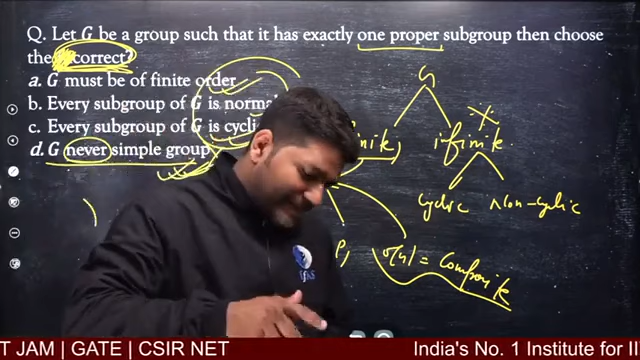 Q. Let G be a group such that it has exactly one proper subgroup then choose
the correct?
a. G must be of finite order
b. Every subgroup of G is normal
c. Every subgroup of G is cycli
d. G never simple group
G
inite
infinite
cyclic non-cyclic
P, o(G) = Composite
IFAS
T JAM | GATE | CSIR NET
India's No. 1 Institute for II